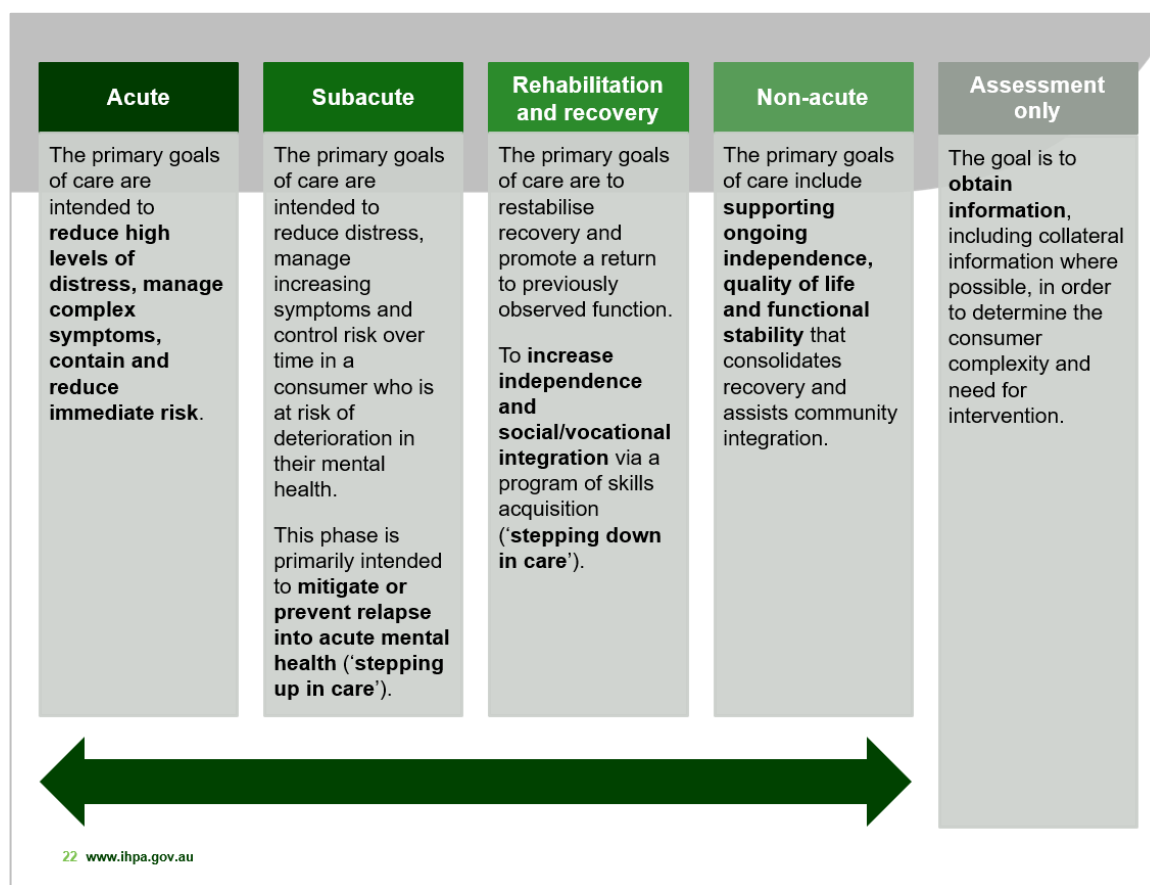 Acute
The primary goals
of care are
intended to
reduce high
levels of
distress, manage
complex
symptoms,
contain and
reduce
immediate risk.
Subacute
The primary goals
of care are
intended to
reduce distress,
manage
increasing
symptoms and
control risk over
time in a
consumer who is
at risk of
deterioration in
their mental
health.
This phase is
primarily intended
to mitigate or
prevent relapse
into acute mental
health (‘stepping
up in care’).
Rehabilitation
and recovery
The primary goals
of care are to
restabilise
recovery and
promote a return
to previously
observed function.
To increase
independence
and
social/vocational
integration via a
program of skills
acquisition
(‘stepping down
in care’).
Non-acute
The primary goals
of care include
supporting
ongoing
independence,
quality of life
and functional
stability that
consolidates
recovery and
assists community
integration.
Assessment
only
The goal is to
obtain
information,
including collateral
information where
possible, in order
to determine the
consumer
complexity and
need for
intervention.
22 www.ihpa.gov.au